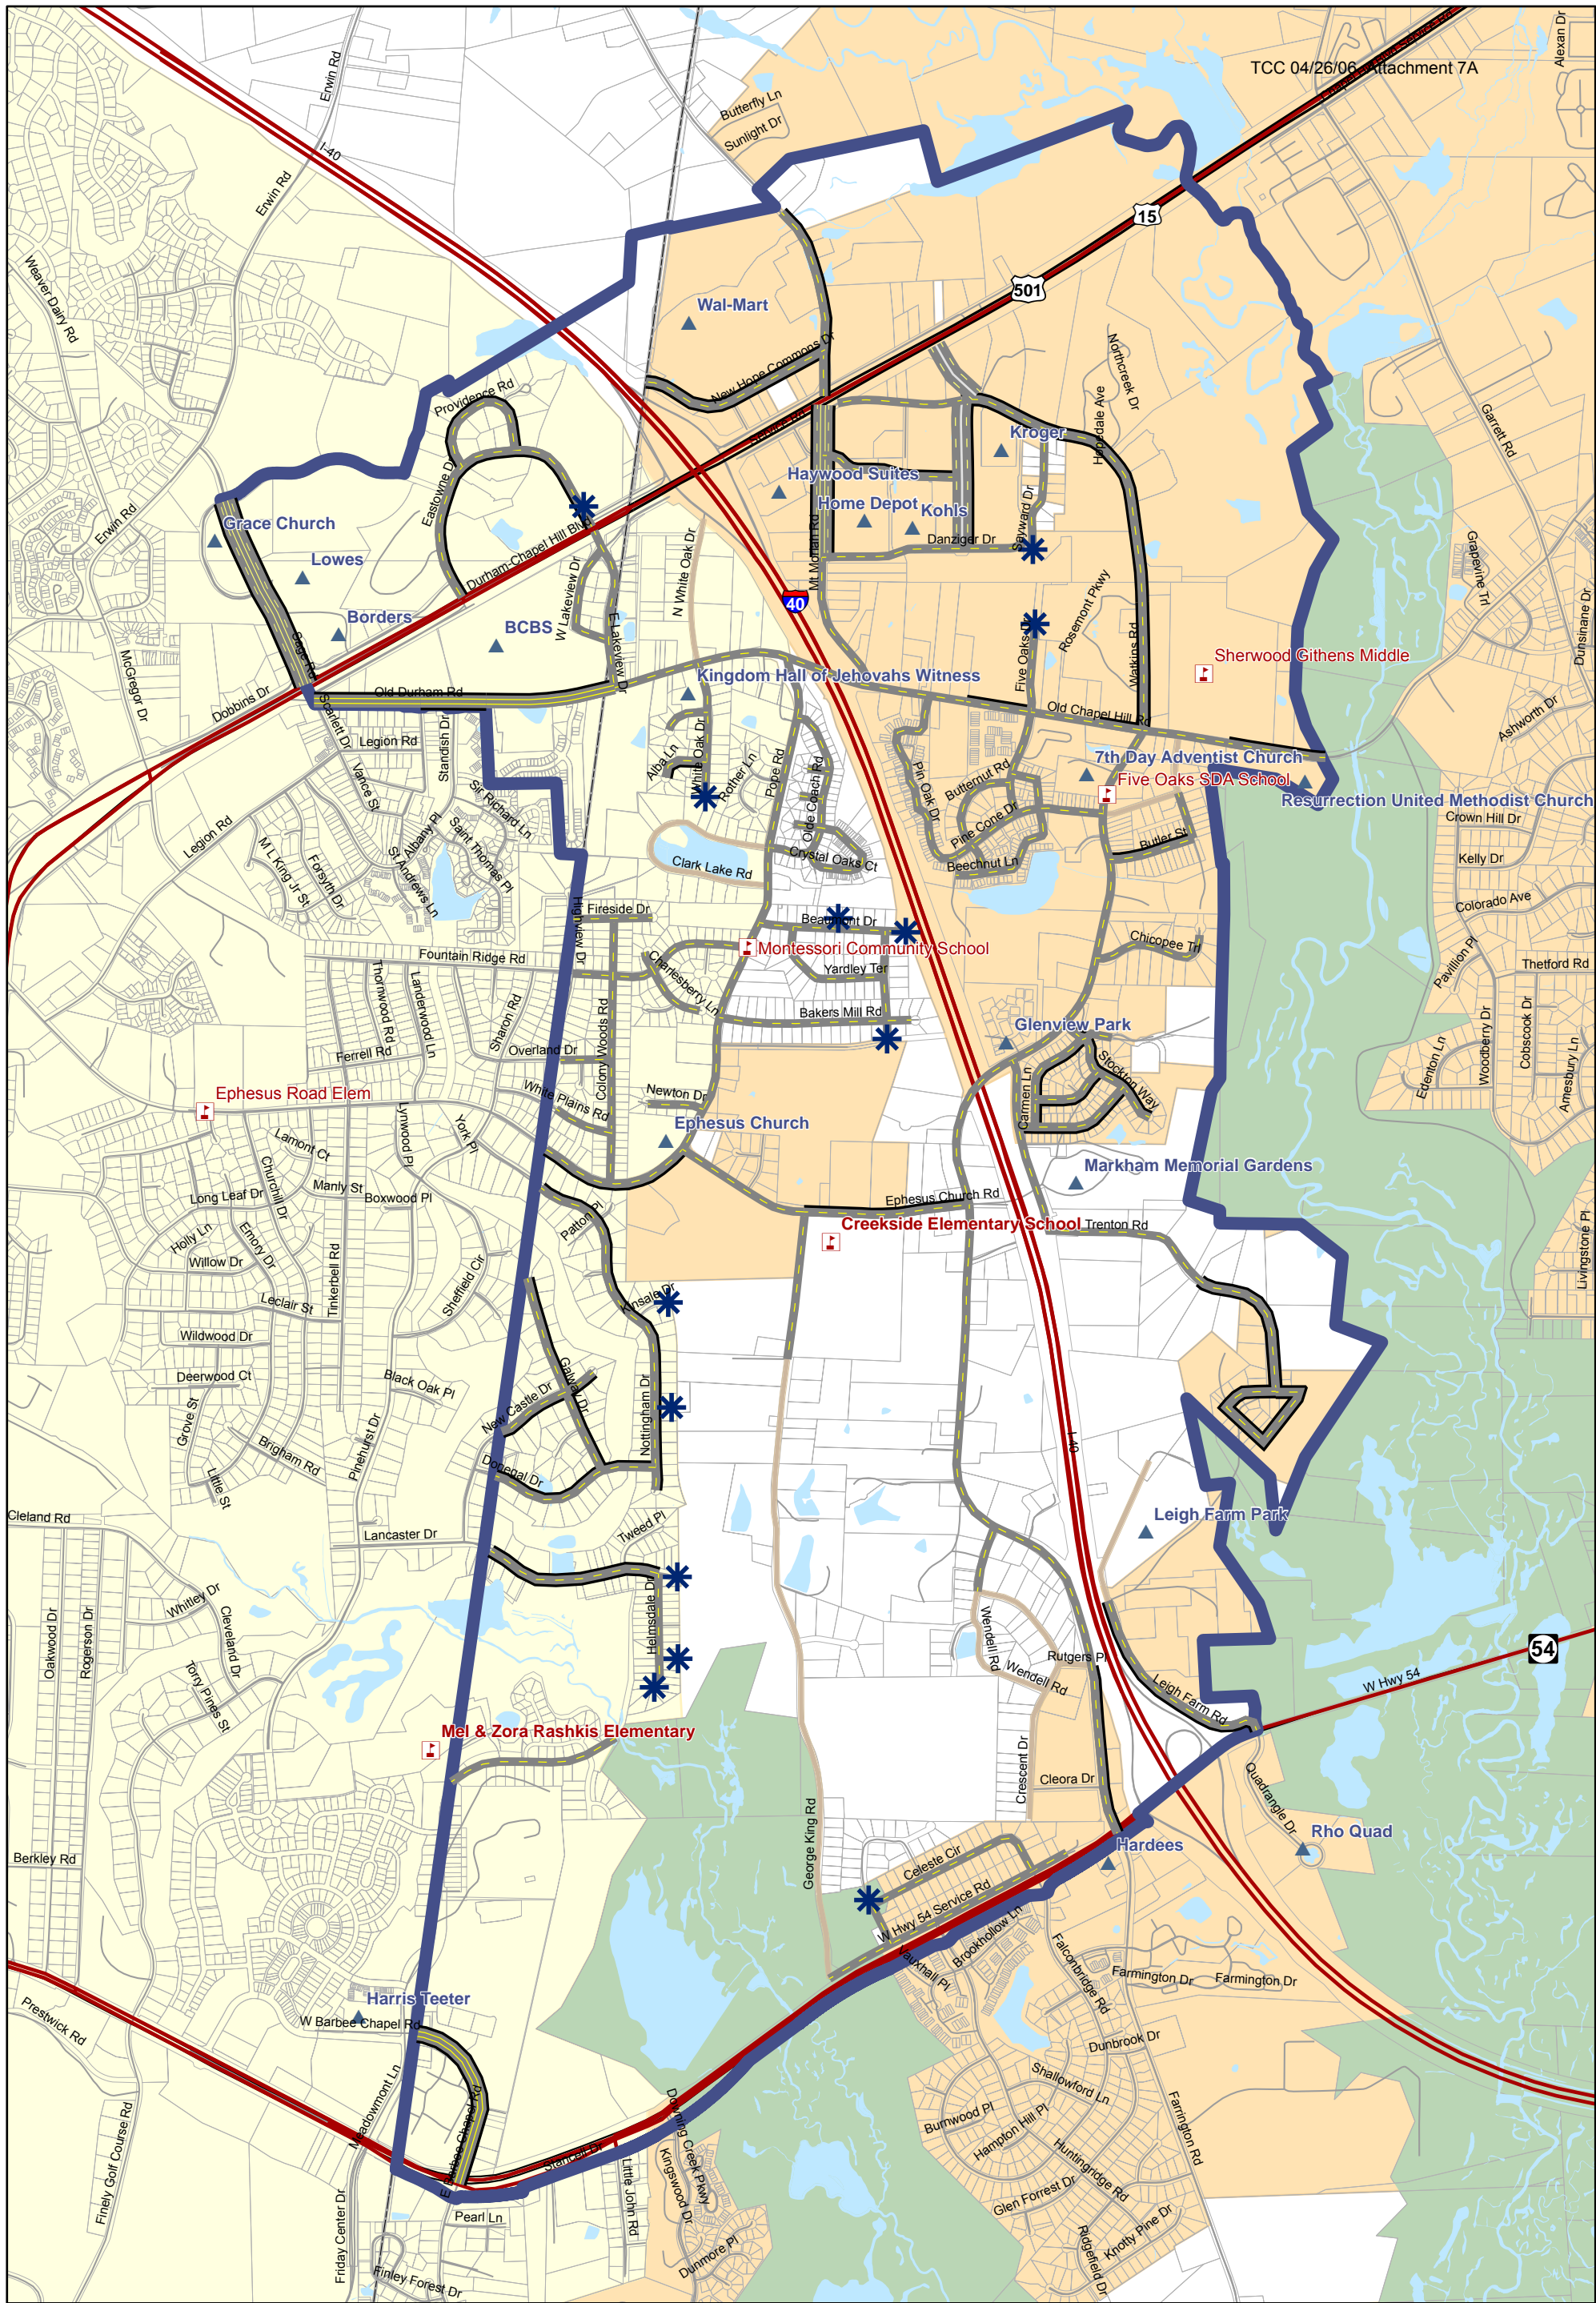 TCC 04/26/06 Attachment 7A
Alexan Dr
Erwin Rd
Butterfly Ln
Sunlight Dr
I-40
Erwin Rd
15
501
Weaver Dairy Rd
Wal-Mart
New Hope Commons Dr
Northcreek Dr
Hopedale Ave
Garrett Rd
Providence Rd
Service Rd
Kroger
Eastowne Dr
Haywood Suites
Home Depot
Kohls
Seyward Dr
Danziger Dr
Mt Moriah Rd
Erwin Rd
Grace Church
Lowes
Durham-Chapel Hill Blvd
N White Oak Dr
W Lakeview Dr
E Lakeview Dr
40
Grapevine Trl
Dunsinane Dr
Borders
BCBS
Sage Rd
McGregor Dr
Dobbins Dr
Five Oaks
Rosemont Pkwy
Watkins Rd
Sherwood Githens Middle
Kingdom Hall of Jehovahs Witness
Old Durham Rd
Old Chapel Hill Rd
Scarlett Dr
Legion Rd
Standish Dr
Ashworth Dr
Alba Ln
White Oak Dr
Rother Ln
Pope Rd
Olde Coach Rd
Pin Oak Dr
Butternut Rd
7th Day Adventist Church
Five Oaks SDA School
Resurrection United Methodist Church
Vance St
Sir Richard Ln
Albany Pl
Saint Thomas Pl
St Andrews Ln
Legion Rd
M L King Jr St
Forsyth Dr
Pine Cone Dr
Butler St
Beechnut Ln
Crown Hill Dr
Kelly Dr
Clark Lake Rd
Crystal Oaks Ct
Colorado Ave
Highview Dr
Fireside Dr
Beaumont Dr
Chicopee Trl
Pavillion Pl
Thetford Rd
Fountain Ridge Rd
Montessori Community School
Charlesberry Ln
Yardley Ter
Thornwood Rd
Landerwood Ln
Sharon Rd
Colony Woods Rd
Bakers Mill Rd
Glenview Park
Woodberry Dr
Cobscook Dr
Ferrell Rd
Overland Dr
Stockton Way
Edenton Ln
Amesbury Ln
Ephesus Road Elem
White Plains Rd
Newton Dr
Carmen Ln
Ephesus Church
Lynwood Pl
York Pl
Lamont Ct
Churchill Dr
Manly St
Long Leaf Dr
Boxwood Pl
Markham Memorial Gardens
Ephesus Church Rd
Creekside Elementary School
Trenton Rd
Patton Pl
Holly Ln
Emory Dr
Willow Dr
Tinkerbell Rd
Sheffield Cir
Livingstone Pl
Leclair St
Kinsale Dr
Wildwood Dr
Deerwood Ct
Black Oak Pl
Galway Dr
New Castle Dr
Nottingham Dr
Grove St
Brigham Rd
Little St
Pinehurst Dr
Donegal Dr
I-40
Cleland Rd
Lancaster Dr
Tweed Pl
Leigh Farm Park
Whitley Dr
Cleveland Dr
Oakwood Dr
Rogerson Dr
Helmsdale Dr
Wendell Rd
Rutgers Pl
54
Torry Pines St
Wendell Rd
Leigh Farm Rd
W Hwy 54
Mel & Zora Rashkis Elementary
Crescent Dr
Cleora Dr
George King Rd
Quadrangle Dr
Rho Quad
Berkley Rd
Hardees
Celeste Cir
W Hwy 54 Service Rd
Brookhollow Ln
Vauxhall Pl
Falconbridge Rd
Farmington Dr
Farmington Dr
Harris Teeter
Prestwick Rd
W Barbee Chapel Rd
Dunbrook Dr
Shallowford Ln
Meadowmont Ln
E Barbee Chapel Rd
Downing Creek Pkwy
Burnwood Pl
Hampton Hill Pl
Farrington Rd
Finely Golf Course Rd
Stancell Dr
Kingswood Dr
Little John Rd
Huntingridge Rd
Glen Forrest Dr
Friday Center Dr
Pearl Ln
Ridgefield Dr
Knotty Pine Dr
Dunmore Pl
Finley Forest Dr